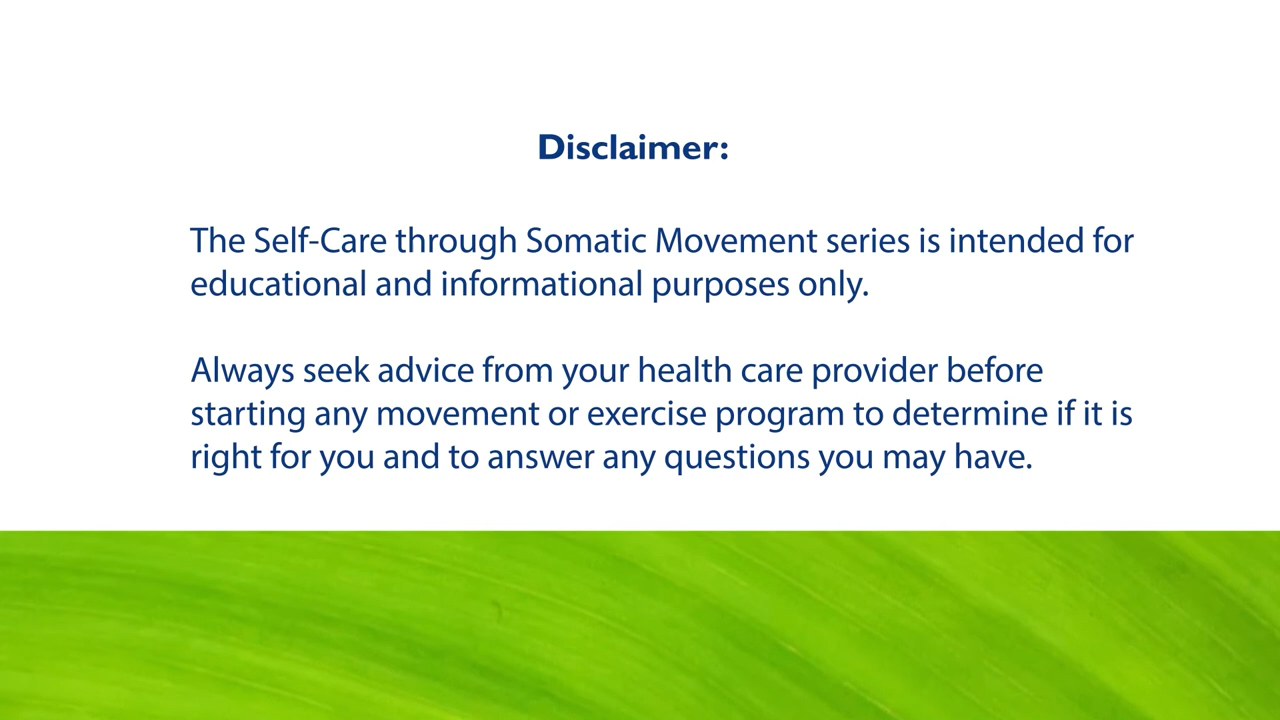 Disclaimer:
The Self-Care through Somatic Movement series is intended for
educational and informational purposes only.
Always seek advice from your health care provider before
starting any movement or exercise program to determine if it is
right for you and to answer any questions you may have.